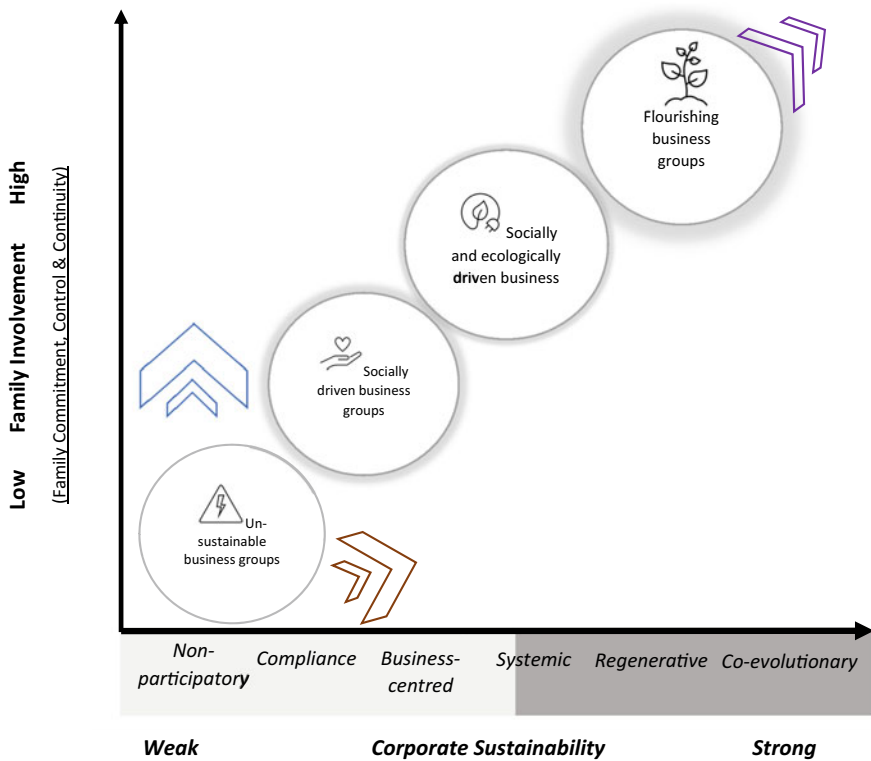 Flourishing
business
groups
Socially
and ecologically
driven business
Socially
driven business
groups
Un-
sustainable
business groups
Low Family Involvement High
(Family Commitment, Control & Continuity)
Non-
participatory
Compliance
Business-
centred
Systemic
Regenerative
Co-evolutionary
Weak Corporate Sustainability Strong